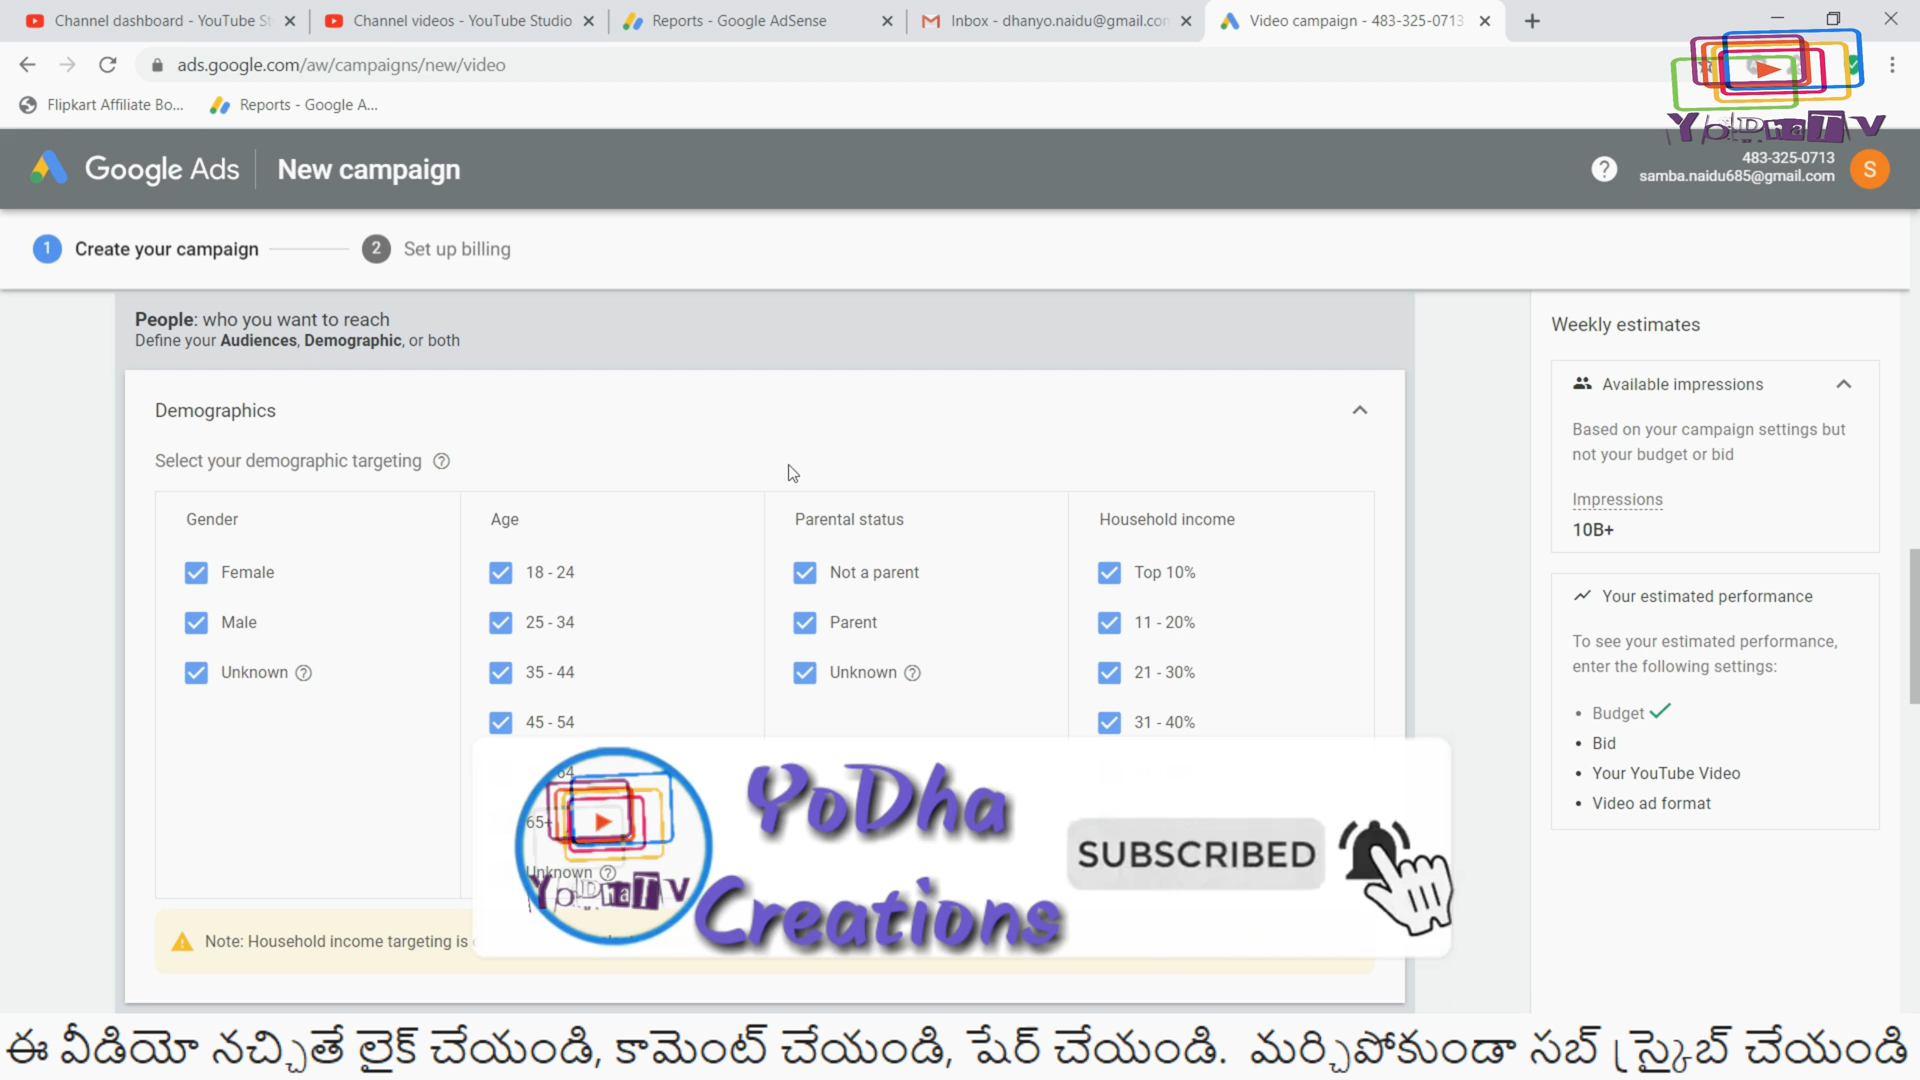 Channel dashboard - YouTube St
Channel videos - YouTube Studio
Reports - Google AdSense
Inbox - dhanyo.naidu@gmail.con
Video campaign - 483-325-0713
ads.google.com/aw/campaigns/new/video
Flipkart Affiliate Bo...
Reports - Google A...
YoDhaTV
Google Ads
New campaign
483-325-0713
samba.naidu685@gmail.com
S
1 Create your campaign
2 Set up billing
People: who you want to reach
Define your Audiences, Demographic, or both
Demographics
Select your demographic targeting
Gender
Female
Male
Unknown
Age
18 - 24
25 - 34
35 - 44
45 - 54
64
65+
Unknown
Parental status
Not a parent
Parent
Unknown
Household income
Top 10%
11 - 20%
21 - 30%
31 - 40%
Note: Household income targeting is
YoDhaTV
YoDha
Creations
SUBSCRIBED
Weekly estimates
Available impressions
Based on your campaign settings but
not your budget or bid
Impressions
10B+
Your estimated performance
To see your estimated performance,
enter the following settings:
• Budget
• Bid
• Your YouTube Video
• Video ad format
ఈ వీడియో నచ్చితే లైక్ చేయండి, కామెంట్ చేయండి, షేర్ చేయండి. మర్చిపోకుండా సబ్ స్క్రైబ్ చేయండి